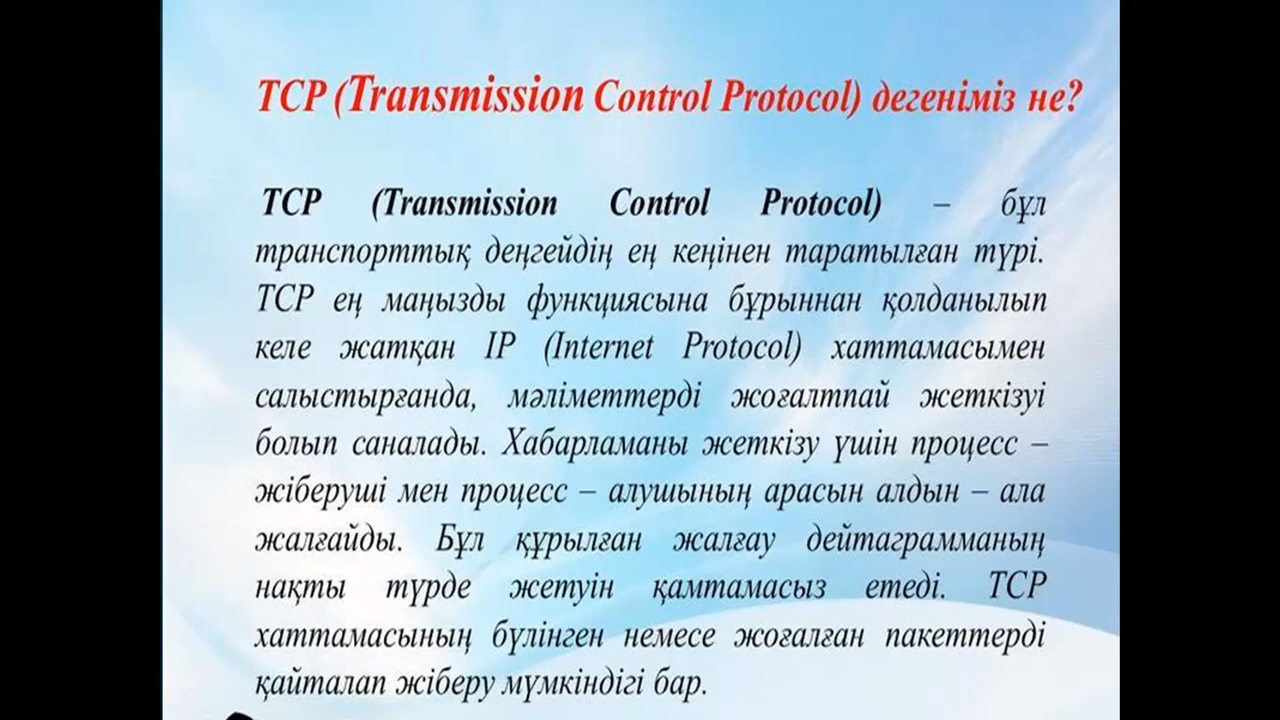 TCP (Transmission Control Protocol) дегеніміз не?
TCP (Transmission Control Protocol) – бұл
транспорттық деңгейдің ең кеңінен таратылған түрі.
TCP ең маңызды функциясына бұрыннан қолданылып
келе жатқан IP (Internet Protocol) хаттамасымен
салыстырғанда, мәліметтерді жоғалтпай жеткізуі
болып саналады. Хабарламаны жеткізу үшін процесс –
жіберуші мен процесс – алушының арасын алдын – ала
жалғайды. Бұл құрылған жалғау дейтаграмманың
нақты түрде жетуін қамтамасыз етеді. TCP
хаттамасының бүлінген немесе жоғалған пакеттерді
қайталап жіберу мүмкіндігі бар.